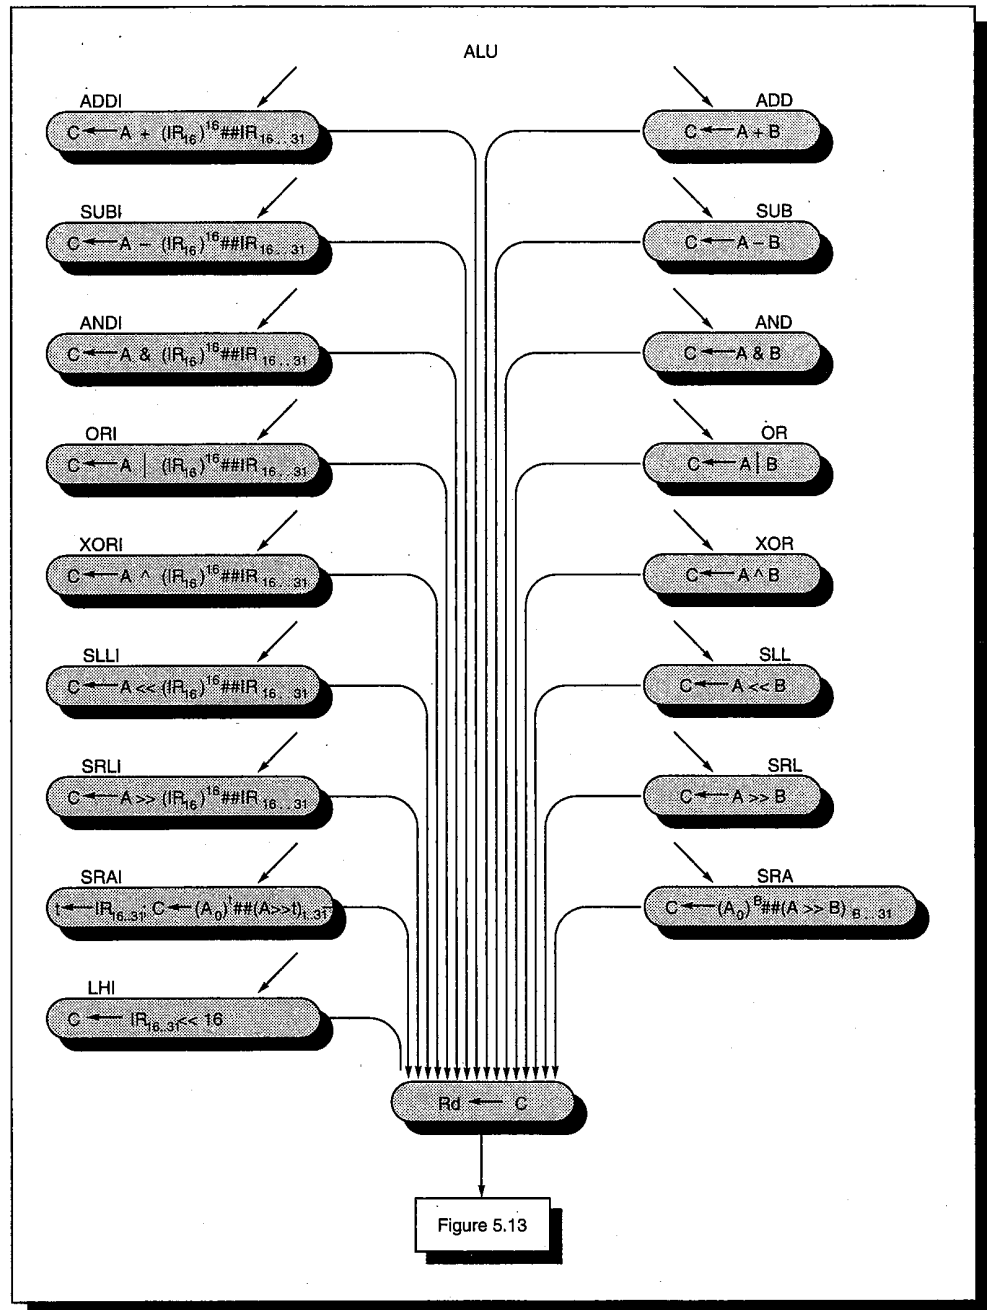 ALU
ADDI
C ← A + (IR₁₆)¹⁶##IR₁₆..₃₁
ADD
C ← A + B
SUBI
C ← A – (IR₁₆)¹⁶##IR₁₆..₃₁
SUB
C ← A – B
ANDI
C ← A & (IR₁₆)¹⁶##IR₁₆..₃₁
AND
C ← A & B
ORI
C ← A | (IR₁₆)¹⁶##IR₁₆..₃₁
OR
C ← A | B
XORI
C ← A ^ (IR₁₆)¹⁶##IR₁₆..₃₁
XOR
C ← A ^ B
SLLI
C ← A << (IR₁₆)¹⁶##IR₁₆..₃₁
SLL
C ← A << B
SRLI
C ← A >> (IR₁₆)¹⁶##IR₁₆..₃₁
SRL
C ← A >> B
SRAI
t ← IR₁₆..₃₁; C ← (A₀)ᵗ##(A>>t)ₜ..₃₁
SRA
C ← (A₀)ᴮ##(A >> B) B..₃₁
LHI
C ← IR₁₆..₃₁ << 16
Rd ← C
Figure 5.13